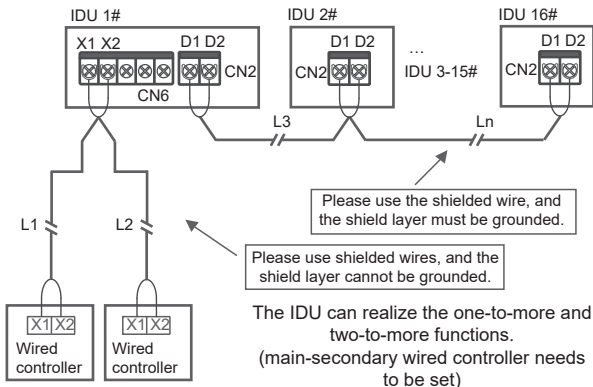 IDU 1#
IDU 2#
IDU 16#
X1 X2
D1 D2
D1 D2
D1 D2
CN2
CN2
CN2
...
IDU 3-15#
CN6
L3
Ln
Please use the shielded wire, and
the shield layer must be grounded.
L1
L2
Please use shielded wires, and the
shield layer cannot be grounded.
The IDU can realize the one-to-more and
two-to-more functions.
(main-secondary wired controller needs
to be set)
X1 X2
Wired
controller
X1 X2
Wired
controller